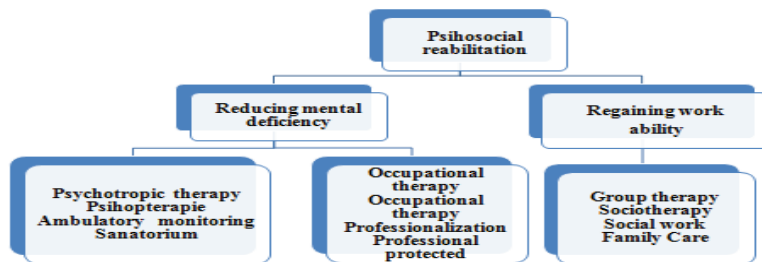 Psihosocial
reabilitation
Reducing mental
deficiency
Regaining work
ability
Psychotropic therapy
Psihopterapie
Ambulatory monitoring
Sanatorium
Occupational
therapy
Occupational
therapy
Professionalization
Professional
protected
Group therapy
Sociotherapy
Social work
Family Care